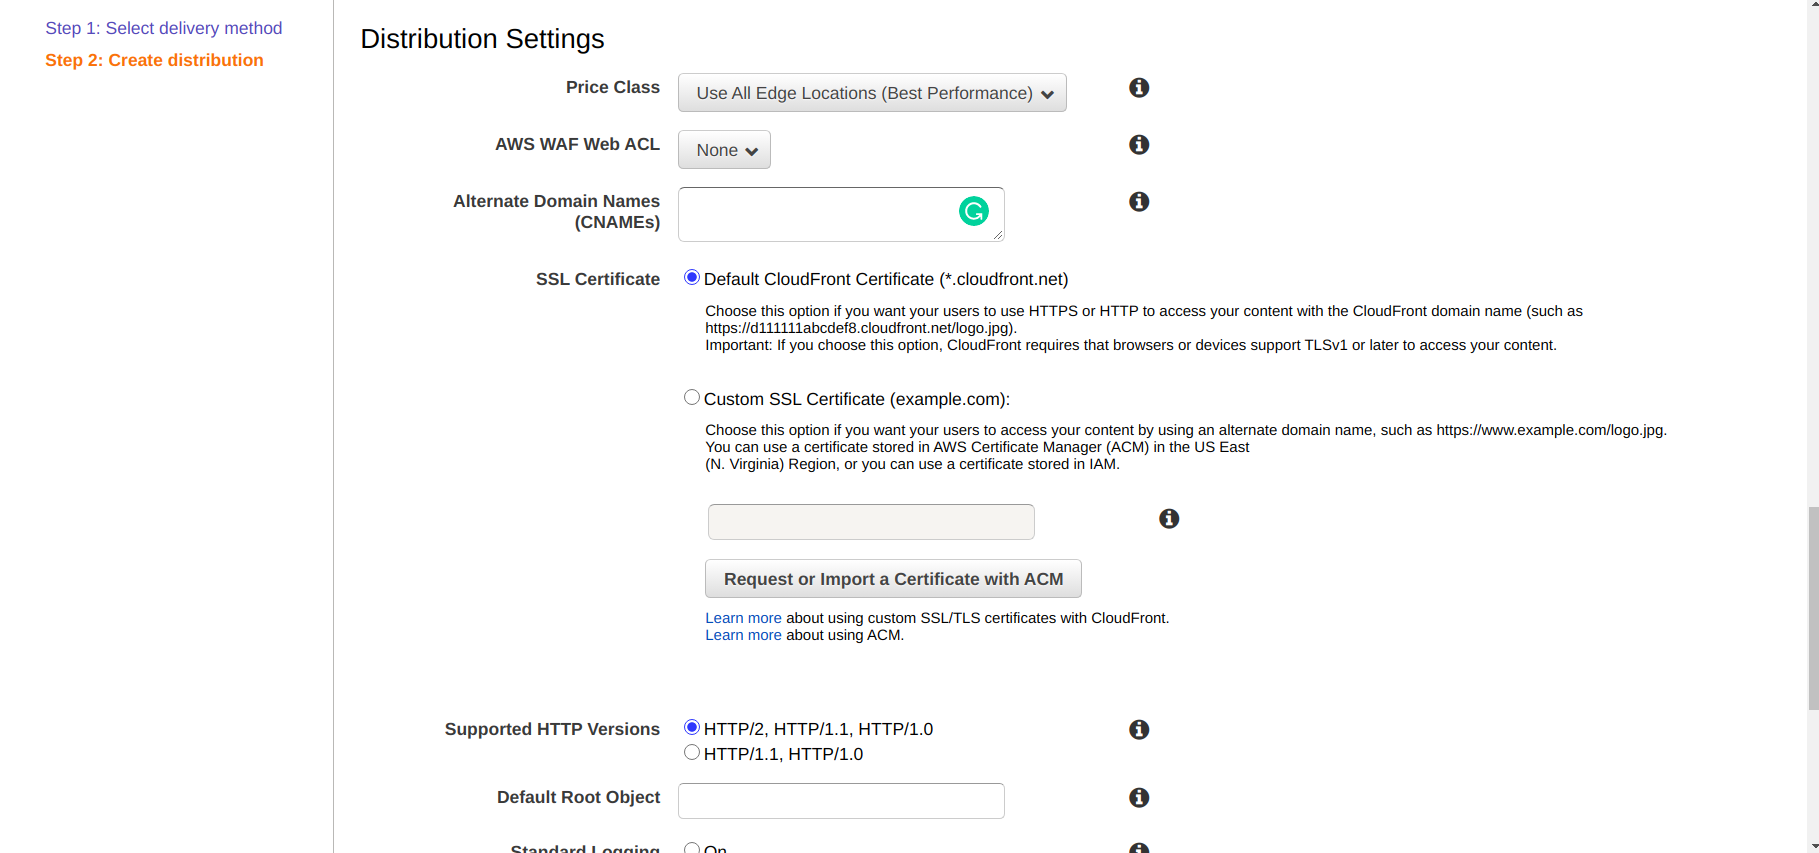 Step 1: Select delivery method
Step 2: Create distribution
Distribution Settings
Price Class
Use All Edge Locations (Best Performance)
AWS WAF Web ACL
None
Alternate Domain Names
(CNAMEs)
SSL Certificate
Default CloudFront Certificate (*.cloudfront.net)
Choose this option if you want your users to use HTTPS or HTTP to access your content with the CloudFront domain name (such as
https://d111111abcdef8.cloudfront.net/logo.jpg).
Important: If you choose this option, CloudFront requires that browsers or devices support TLSv1 or later to access your content.
Custom SSL Certificate (example.com):
Choose this option if you want your users to access your content by using an alternate domain name, such as https://www.example.com/logo.jpg.
You can use a certificate stored in AWS Certificate Manager (ACM) in the US East
(N. Virginia) Region, or you can use a certificate stored in IAM.
Request or Import a Certificate with ACM
Learn more about using custom SSL/TLS certificates with CloudFront.
Learn more about using ACM.
Supported HTTP Versions
HTTP/2, HTTP/1.1, HTTP/1.0
HTTP/1.1, HTTP/1.0
Default Root Object
Standard Logging
On